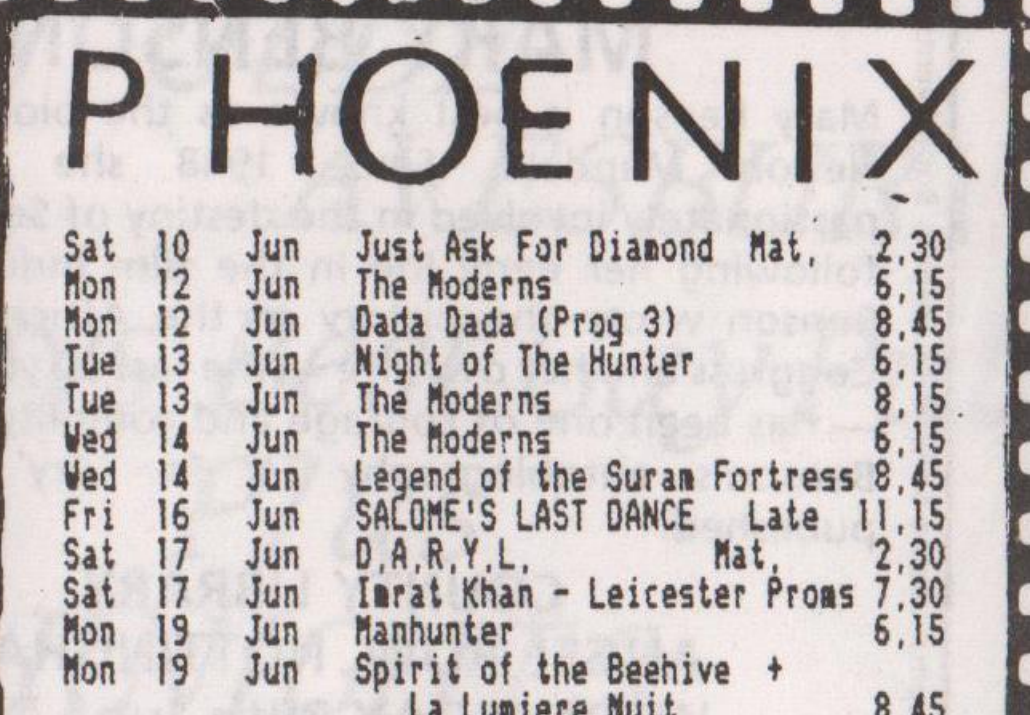 PHOENIX
Sat 10 Jun Just Ask For Diamond Mat. 2.30
Mon 12 Jun The Moderns 6.15
Mon 12 Jun Dada Dada (Prog 3) 8.45
Tue 13 Jun Night of The Hunter 6.15
Tue 13 Jun The Moderns 8.15
Wed 14 Jun The Moderns 6.15
Wed 14 Jun Legend of the Suram Fortress 8.45
Fri 16 Jun SALOME'S LAST DANCE Late 11.15
Sat 17 Jun D.A.R.Y.L. Mat. 2.30
Sat 17 Jun Imrat Khan - Leicester Proms 7.30
Mon 19 Jun Manhunter 6.15
Mon 19 Jun Spirit of the Beehive +
La Lumiere Nuit 8.45